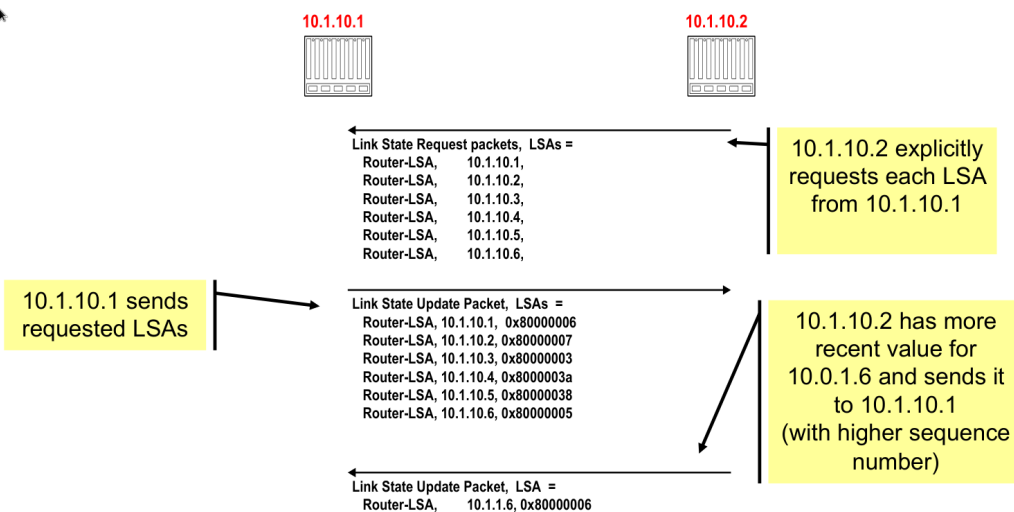 10.1.10.1
10.1.10.2
Link State Request packets, LSAs =
Router-LSA, 10.1.10.1,
Router-LSA, 10.1.10.2,
Router-LSA, 10.1.10.3,
Router-LSA, 10.1.10.4,
Router-LSA, 10.1.10.5,
Router-LSA, 10.1.10.6,
10.1.10.2 explicitly
requests each LSA
from 10.1.10.1
10.1.10.1 sends
requested LSAs
Link State Update Packet, LSAs =
Router-LSA, 10.1.10.1, 0x80000006
Router-LSA, 10.1.10.2, 0x80000007
Router-LSA, 10.1.10.3, 0x80000003
Router-LSA, 10.1.10.4, 0x8000003a
Router-LSA, 10.1.10.5, 0x80000038
Router-LSA, 10.1.10.6, 0x80000005
10.1.10.2 has more
recent value for
10.0.1.6 and sends it
to 10.1.10.1
(with higher sequence
number)
Link State Update Packet, LSA =
Router-LSA, 10.1.1.6, 0x80000006